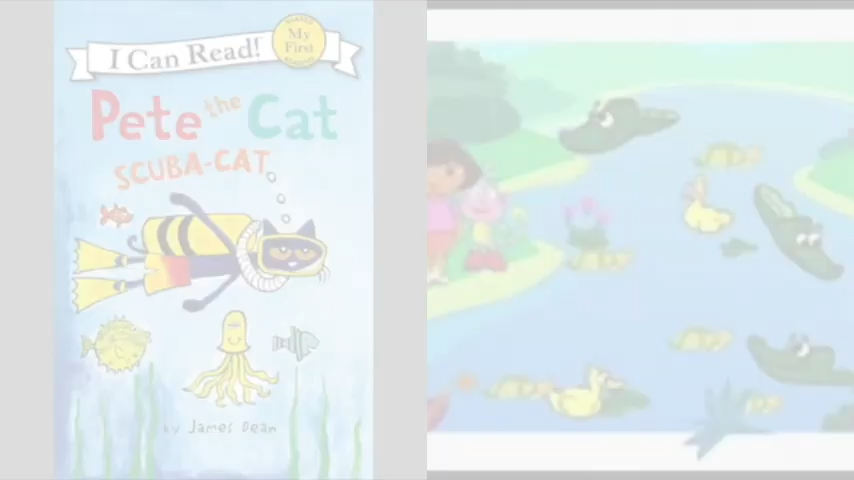 I Can Read!
My
First
Pete the Cat
SCUBA-CAT
by James Dean